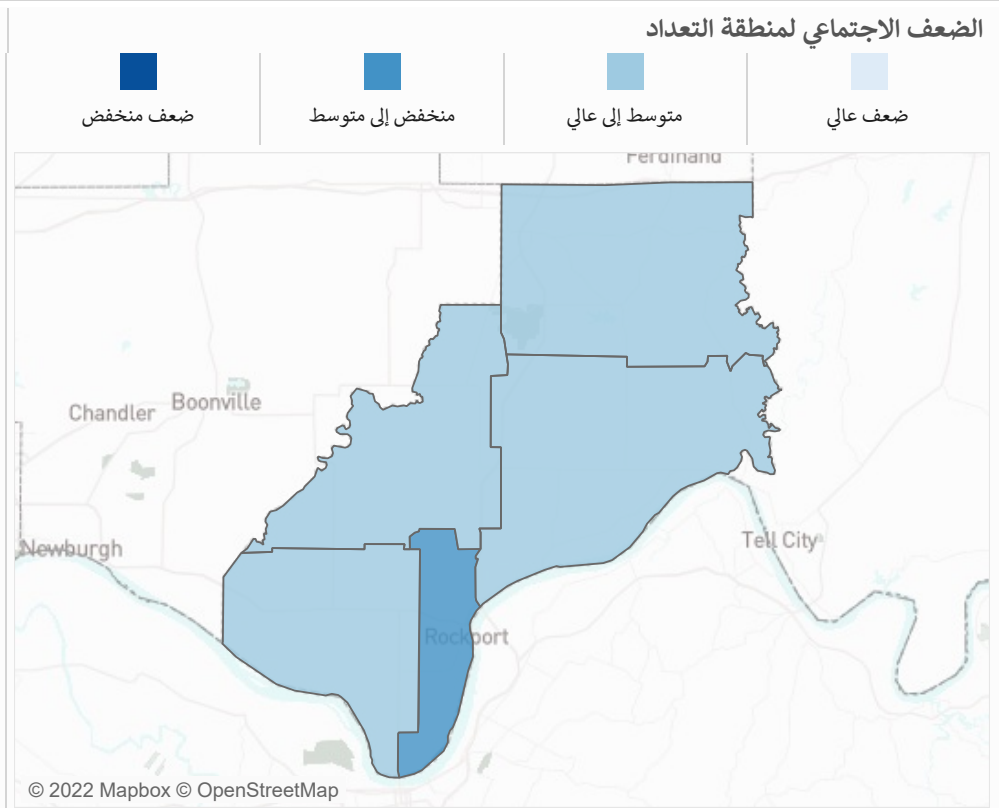 الضعف الاجتماعي لمنطقة التعداد
ضعف عالي
متوسط إلى عالي
منخفض إلى متوسط
ضعف منخفض
Ferdinand
Boonville
Chandler
Newburgh
Tell City
Rockport
© 2022 Mapbox © OpenStreetMap